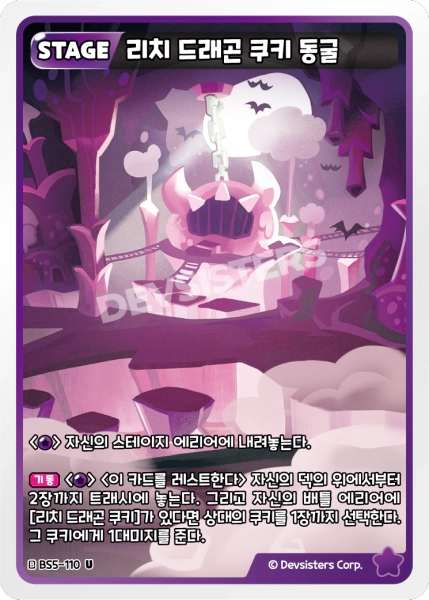 STAGE 리치 드래곤 쿠키 동굴
DEVSISTERS
< > 자신의 스테이지 에리어에 내려놓는다.
기동 < > <이 카드를 레스트한다> 자신의 덱의 위에서부터
2장까지 트래시에 놓는다. 그리고 자신의 배틀 에리어에
[리치 드래곤 쿠키]가 있다면 상대의 쿠키를 1장까지 선택한다.
그 쿠키에게 1대미지를 준다.
BS5-110 U
© Devsisters Corp.